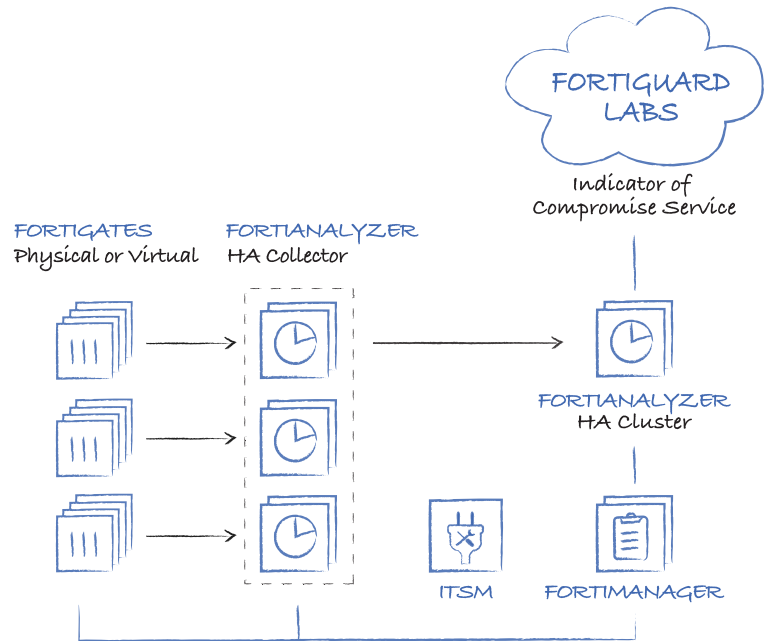 FORTIGUARD
LABS
Indicator of
Compromise Service
FORTIGATES
Physical or Virtual
FORTIANALYZER
HA Collector
FORTIANALYZER
HA Cluster
ITSM
FORTIMANAGER